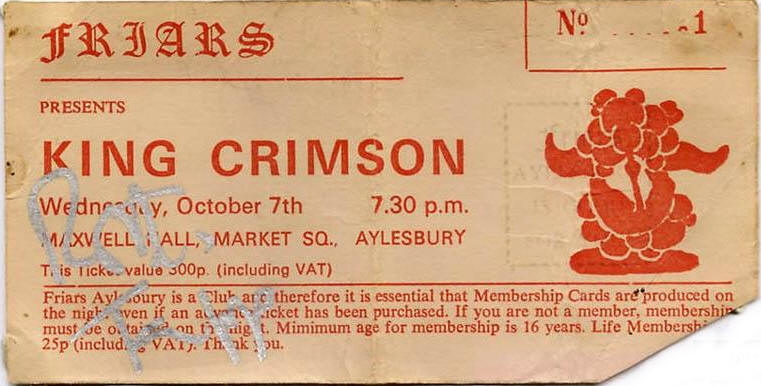 FRIARS
Nº ......1
PRESENTS
KING CRIMSON
Wednesday, October 7th 7.30 p.m.
MAXWELL HALL, MARKET SQ., AYLESBURY
This Ticket value 300p. (including VAT)
Friars Aylesbury is a Club and therefore it is essential that Membership Cards are produced on
the night even if an advance ticket has been purchased. If you are not a member, membership
must be obtained on the night. Mimimum age for membership is 16 years. Life Membership
25p (including VAT). Thank you.
Robt.
Fripp